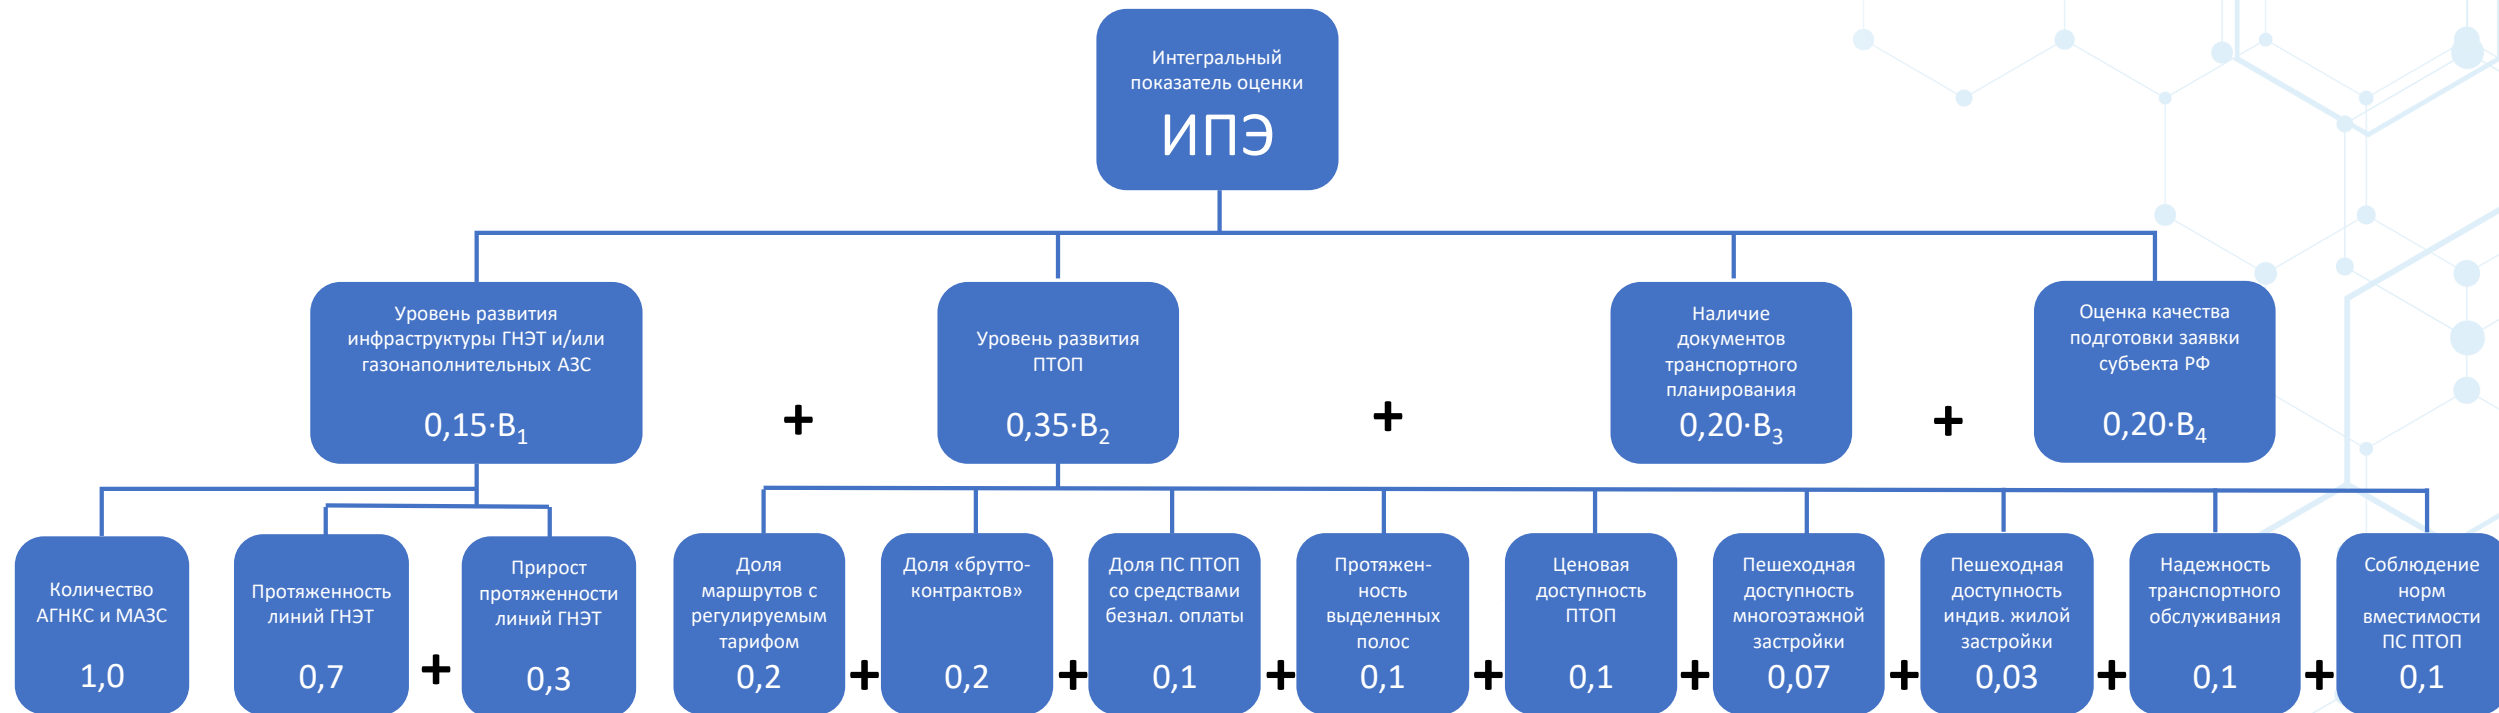 Интегральный
показатель оценки
ИПЭ
Уровень развития
инфраструктуры ГНЭТ и/или
газонаполнительных АЗС
0,15·В₁
+
Уровень развития
ПТОП
0,35·В₂
+
Наличие
документов
транспортного
планирования
0,20·В₃
+
Оценка качества
подготовки заявки
субъекта РФ
0,20·В₄
Количество
АГНКС и МАЗС
1,0
Протяженность
линий ГНЭТ
0,7
+
Прирост
протяженности
линий ГНЭТ
0,3
Доля
маршрутов с
регулируемым
тарифом
0,2
+
Доля «брутто-
контрактов»
0,2
+
Доля ПС ПТОП
со средствами
безнал. оплаты
0,1
+
Протяжен-
ность
выделенных
полос
0,1
+
Ценовая
доступность
ПТОП
0,1
+
Пешеходная
доступность
многоэтажной
застройки
0,07
+
Пешеходная
доступность
индив. жилой
застройки
0,03
+
Надежность
транспортного
обслуживания
0,1
+
Соблюдение
норм
вместимости
ПС ПТОП
0,1